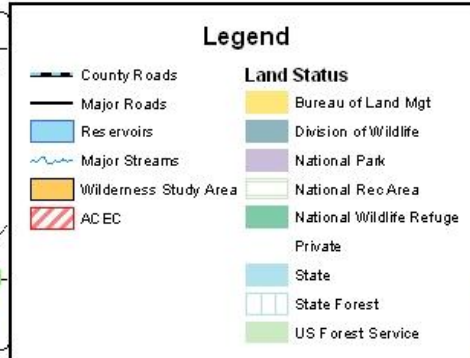 Legend
County Roads
Major Roads
Reservoirs
Major Streams
Wilderness Study Area
ACEC
Land Status
Bureau of Land Mgt
Division of Wildlife
National Park
National Rec Area
National Wildlife Refuge
Private
State
State Forest
US Forest Service